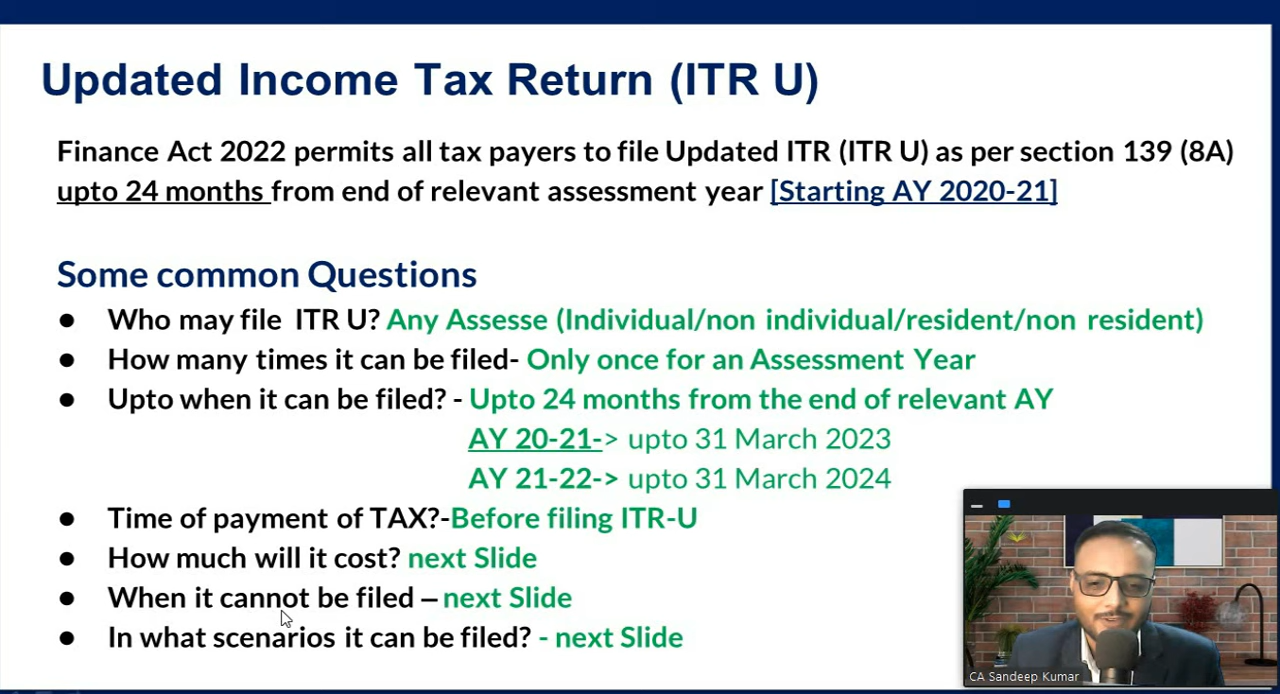 Updated Income Tax Return (ITR U)
Finance Act 2022 permits all tax payers to file Updated ITR (ITR U) as per section 139 (8A)
upto 24 months from end of relevant assessment year [Starting AY 2020-21]
Some common Questions
● Who may file ITR U? Any Assesse (Individual/non individual/resident/non resident)
● How many times it can be filed- Only once for an Assessment Year
● Upto when it can be filed? - Upto 24 months from the end of relevant AY
AY 20-21-> upto 31 March 2023
AY 21-22-> upto 31 March 2024
● Time of payment of TAX?-Before filing ITR-U
● How much will it cost? next Slide
● When it cannot be filed – next Slide
● In what scenarios it can be filed? - next Slide
CA Sandeep Kumar